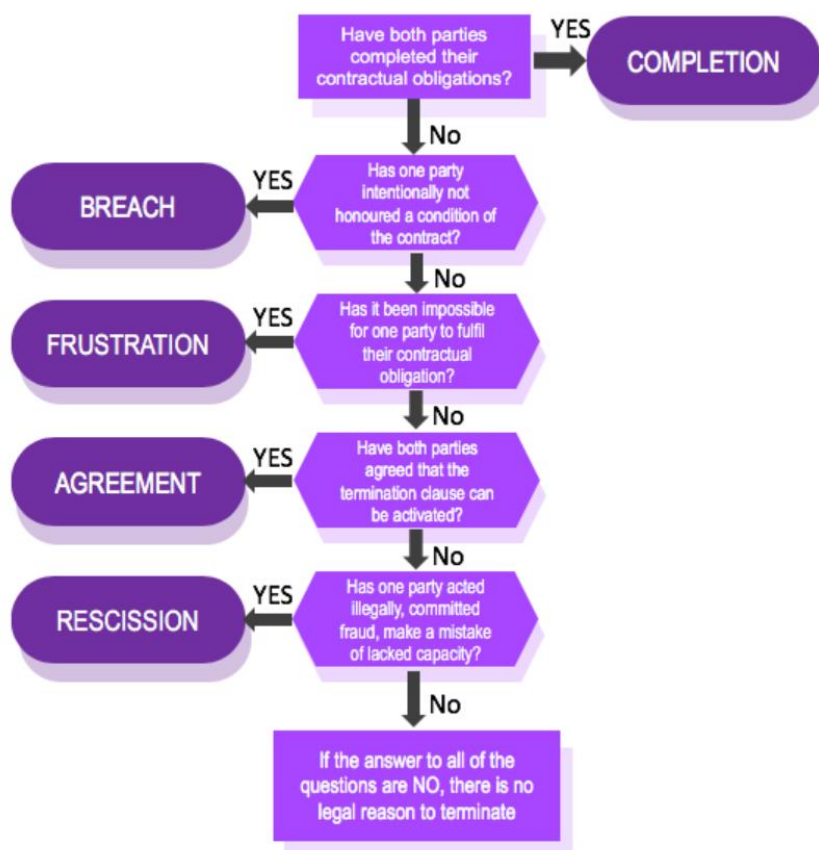 Have both parties
completed their
contractual obligations?
YES
COMPLETION
No
Has one party
intentionally not
honoured a condition of
the contract?
YES
BREACH
No
Has it been impossible
for one party to fulfil
their contractual
obligation?
YES
FRUSTRATION
No
Have both parties
agreed that the
termination clause can
be activated?
YES
AGREEMENT
No
Has one party acted
illegally, committed
fraud, make a mistake
of lacked capacity?
YES
RESCISSION
No
If the answer to all of the
questions are NO, there is no
legal reason to terminate